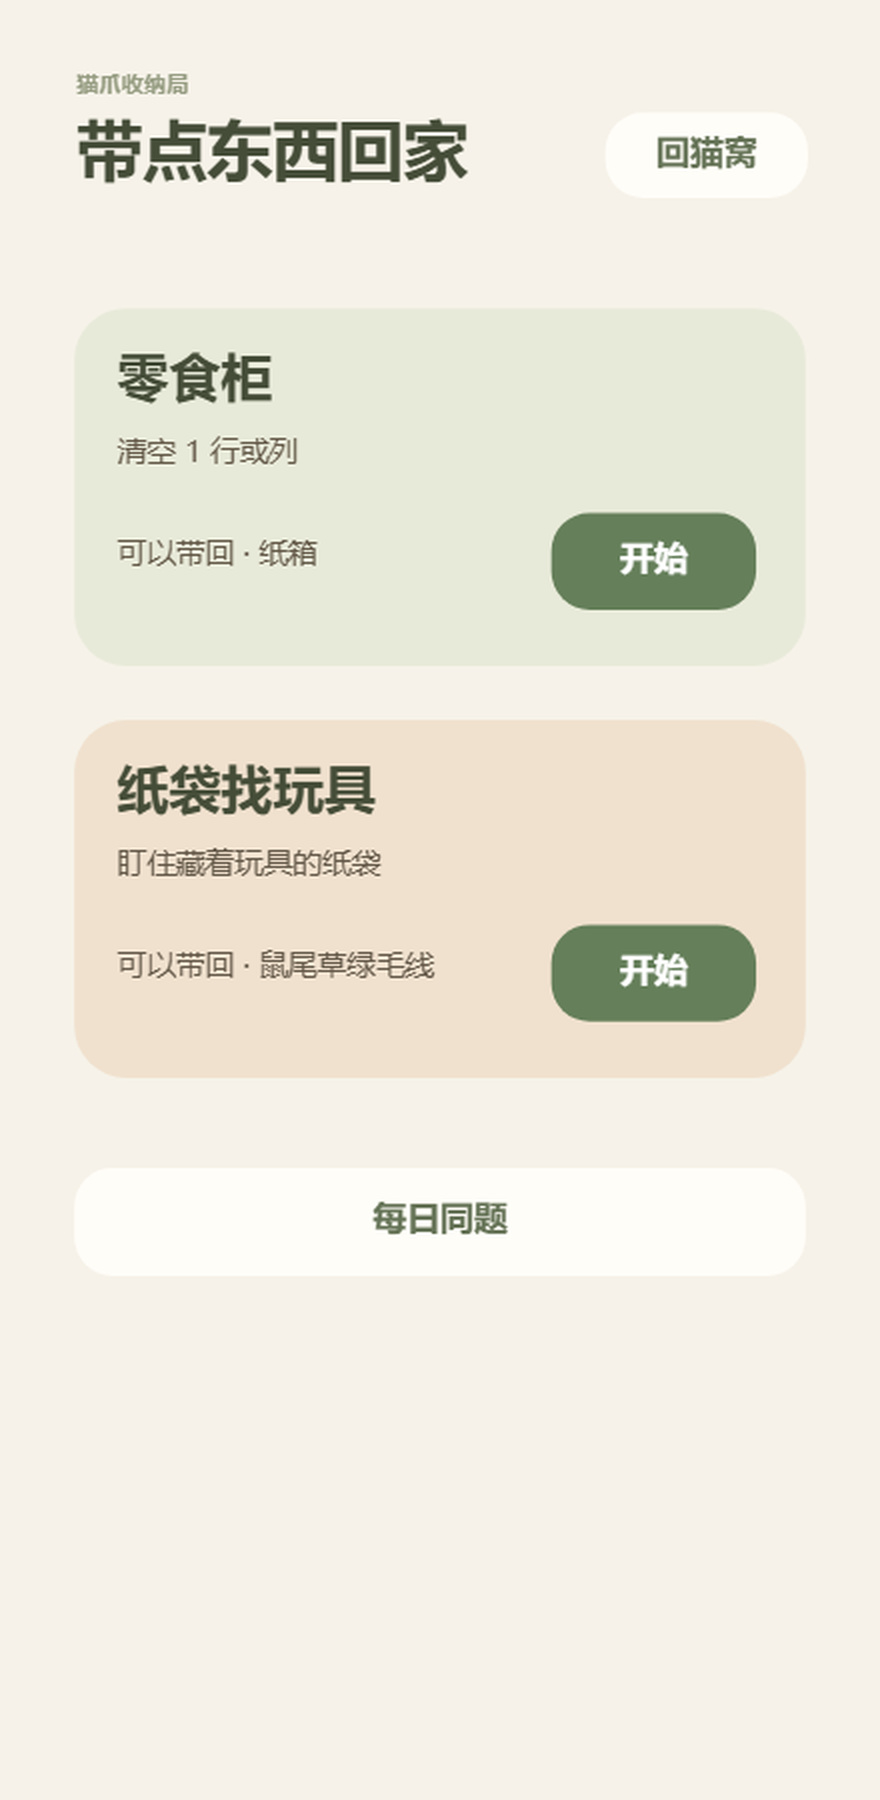 猫爪收纳局
带点东西回家
回猫窝
零食柜
清空 1 行或列
可以带回 · 纸箱
开始
纸袋找玩具
盯住藏着玩具的纸袋
可以带回 · 鼠尾草绿毛线
开始
每日同题